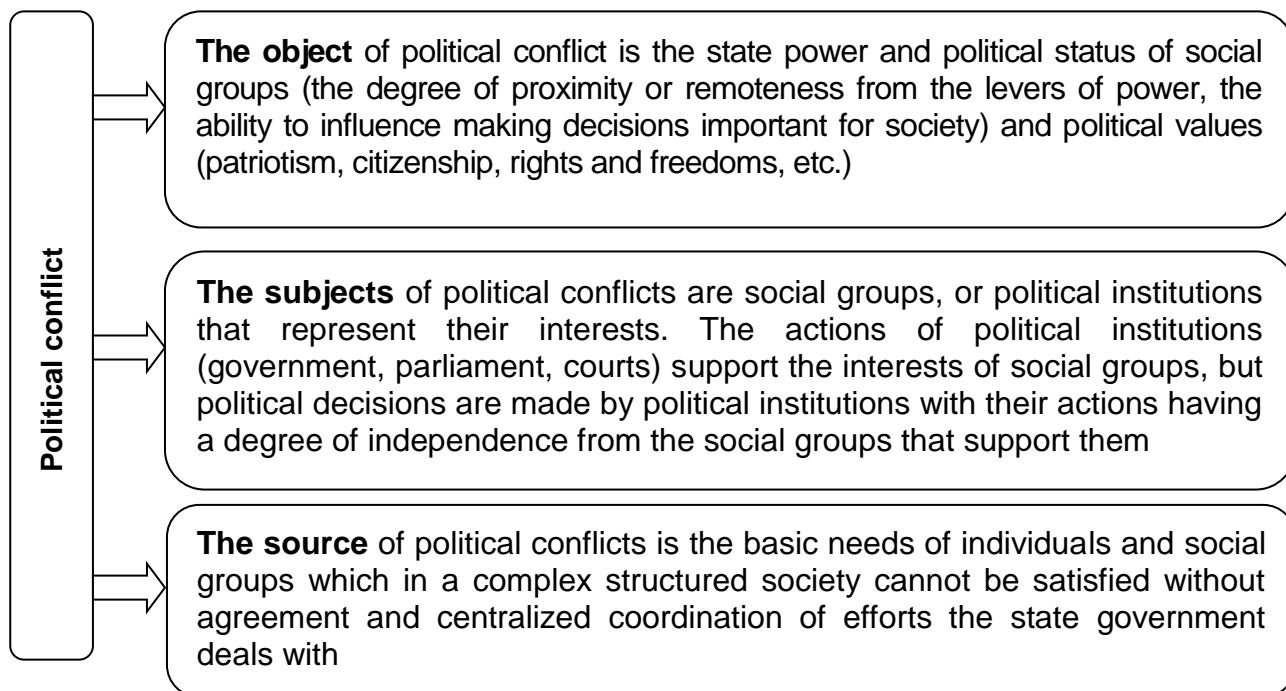 Political conflict
The object of political conflict is the state power and political status of social
groups (the degree of proximity or remoteness from the levers of power, the
ability to influence making decisions important for society) and political values
(patriotism, citizenship, rights and freedoms, etc.)
The subjects of political conflicts are social groups, or political institutions
that represent their interests. The actions of political institutions
(government, parliament, courts) support the interests of social groups, but
political decisions are made by political institutions with their actions having
a degree of independence from the social groups that support them
The source of political conflicts is the basic needs of individuals and social
groups which in a complex structured society cannot be satisfied without
agreement and centralized coordination of efforts the state government
deals with